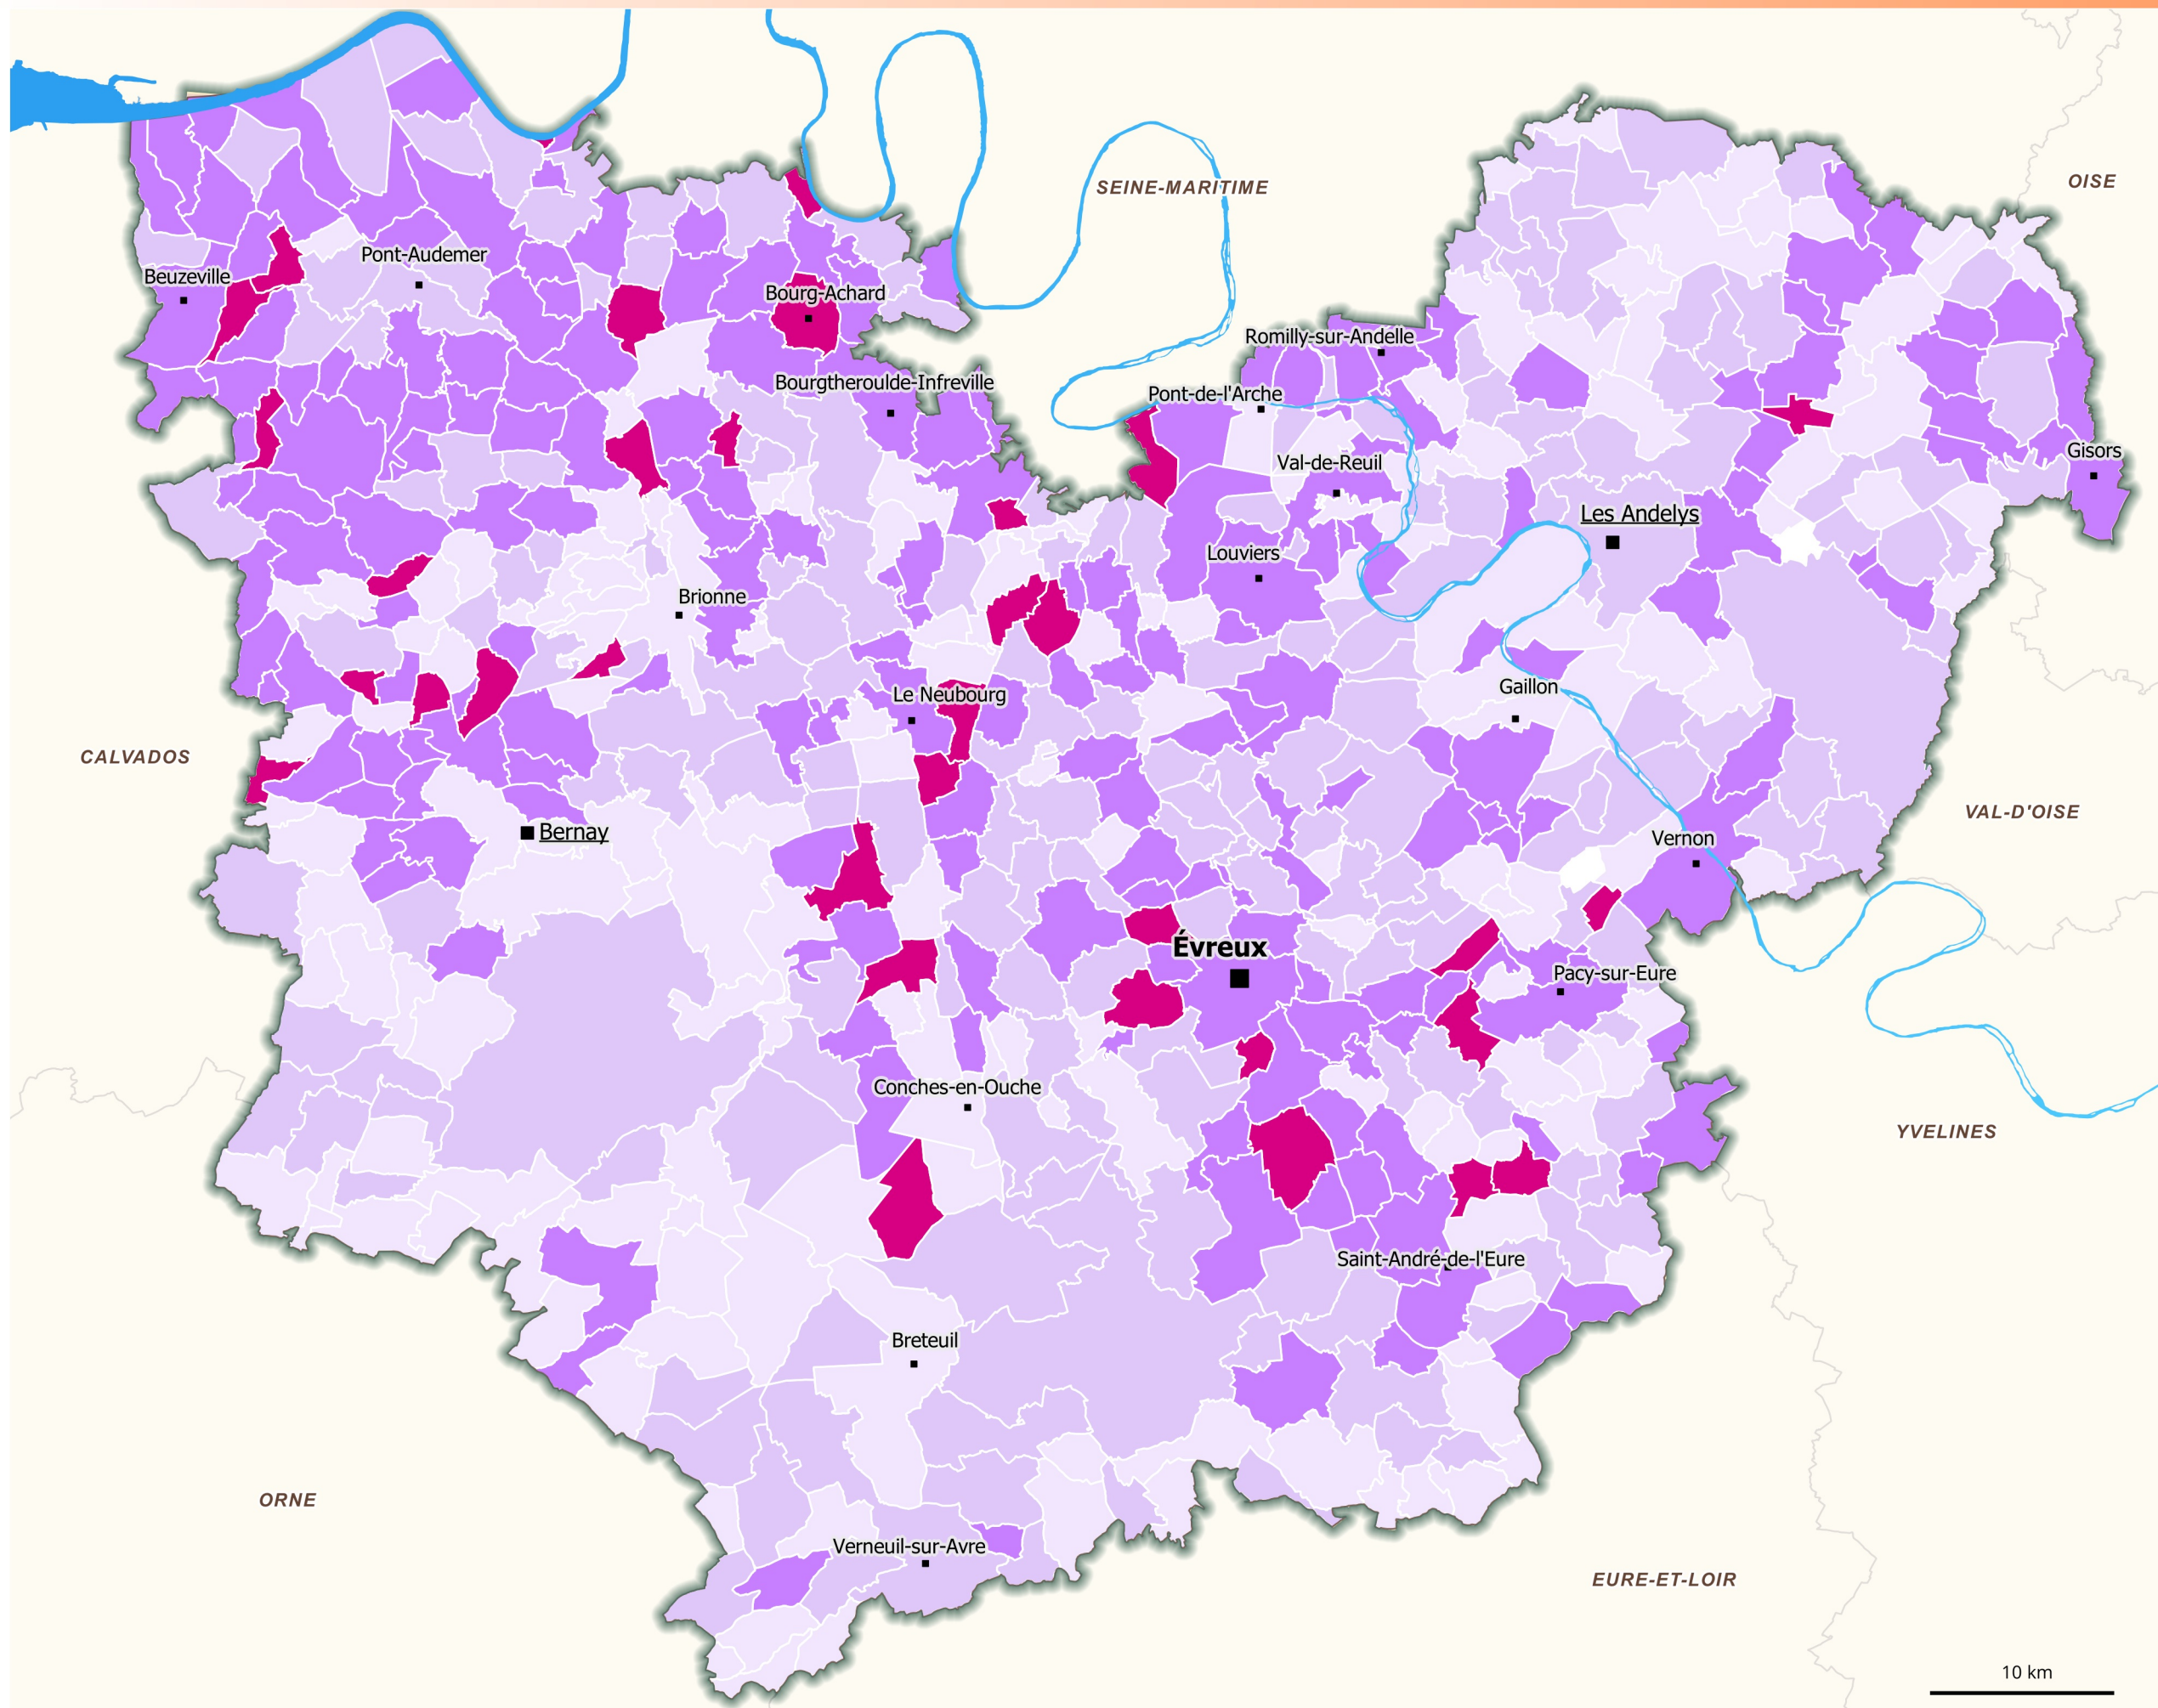 SEINE-MARITIME
OISE
Pont-Audemer
Beuzeville
Bourg-Achard
Romilly-sur-Andelle
Bourgtheroulde-Infreville
Pont-de-l'Arche
Gisors
Val-de-Reuil
Les Andelys
Louviers
Brionne
Gaillon
Le Neubourg
CALVADOS
VAL-D'OISE
Bernay
Vernon
Évreux
Pacy-sur-Eure
Conches-en-Ouche
YVELINES
Saint-André-de-l'Eure
Breteuil
ORNE
Verneuil-sur-Avre
EURE-ET-LOIR
10 km